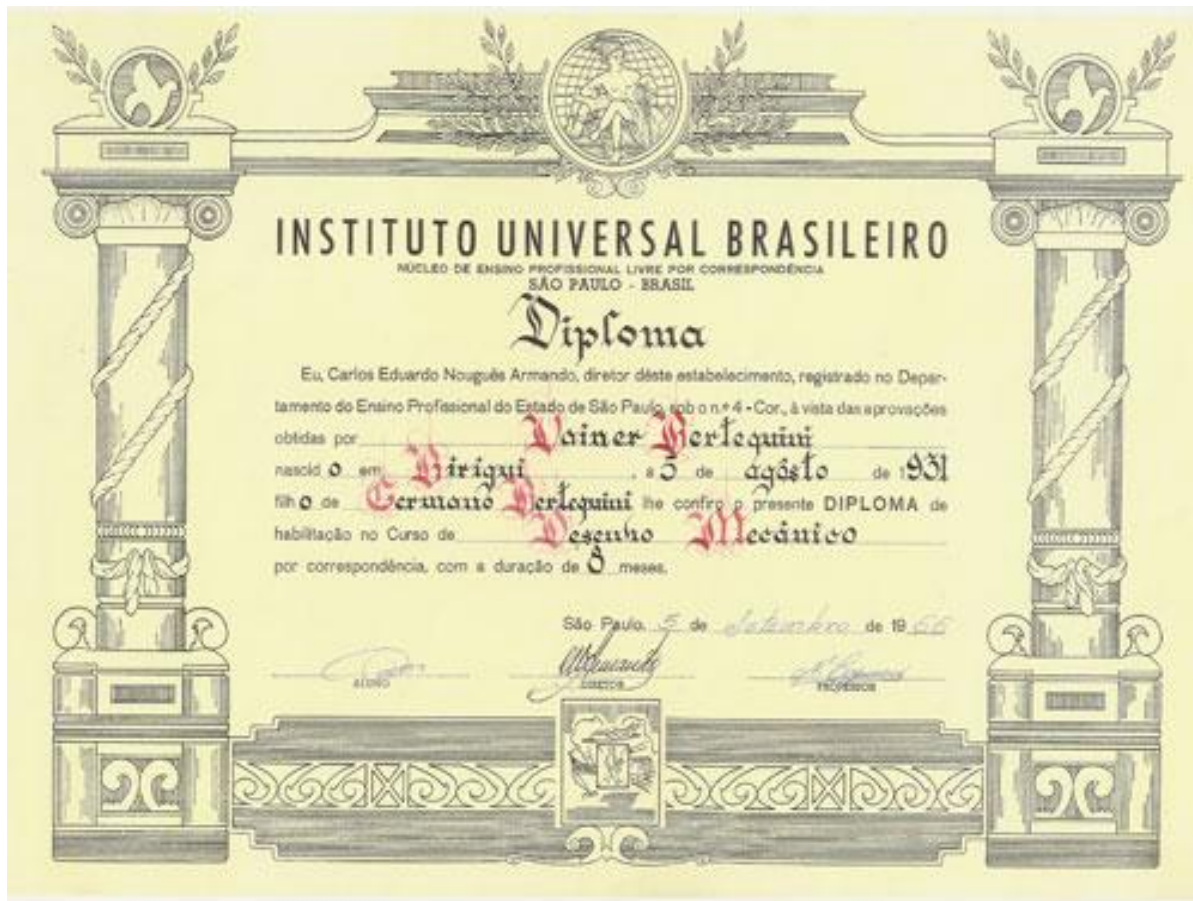 INSTITUTO UNIVERSAL BRASILEIRO
NÚCLEO DE ENSINO PROFISSIONAL LIVRE POR CORRESPONDÊNCIA
SÃO PAULO - BRASIL
Diploma
Eu, Carlos Eduardo Nouguês Armando, diretor dêste estabelecimento, registrado no Depar-
tamento do Ensino Profissional do Estado de São Paulo, sob o n.º 4 - Cor., à vista das aprovações
obtidas por Vainer Bertequini
nascido em Birigui, a 5 de agôsto de 1931
filho de Germano Bertequini lhe confiro o presente DIPLOMA de
habilitação no Curso de Desenho Mecânico
por correspondência, com a duração de 8 meses.
São Paulo, 5 de Setembro de 1966
ALUNO DIRETOR PROFESSOR